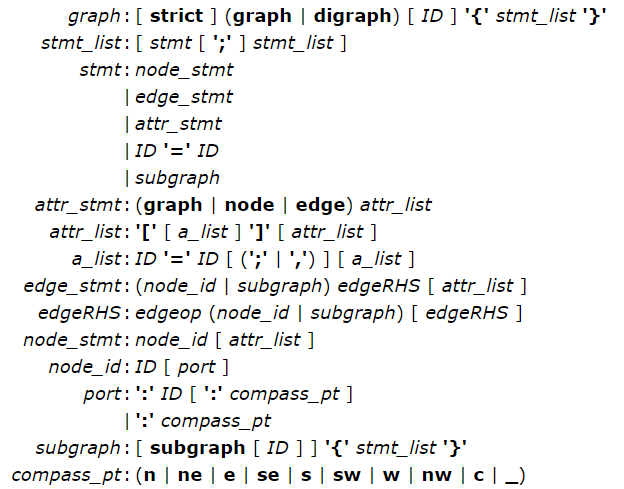 graph: [ strict ] (graph | digraph) [ ID ] '{' stmt_list '}'
stmt_list: [ stmt [ ';' ] stmt_list ]
stmt: node_stmt
| edge_stmt
| attr_stmt
| ID '=' ID
| subgraph
attr_stmt: (graph | node | edge) attr_list
attr_list: '[' [ a_list ] ']' [ attr_list ]
a_list: ID '=' ID [ (';' | ',') ] [ a_list ]
edge_stmt: (node_id | subgraph) edgeRHS [ attr_list ]
edgeRHS: edgeop (node_id | subgraph) [ edgeRHS ]
node_stmt: node_id [ attr_list ]
node_id: ID [ port ]
port: ':' ID [ ':' compass_pt ]
| ':' compass_pt
subgraph: [ subgraph [ ID ] ] '{' stmt_list '}'
compass_pt: (n | ne | e | se | s | sw | w | nw | c | _)